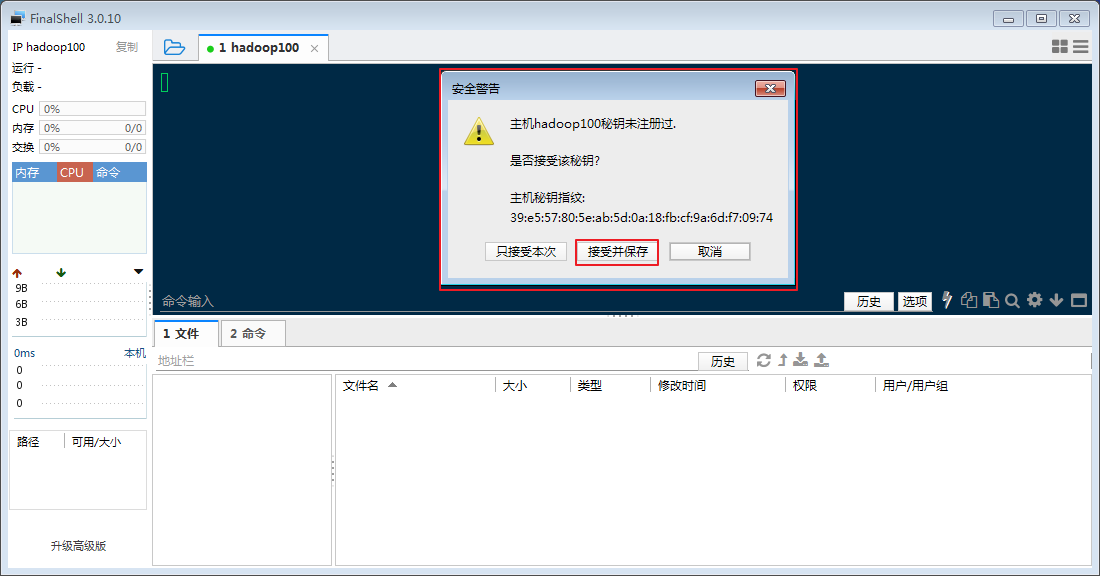 FinalShell 3.0.10
IP hadoop100 复制
运行 -
负载 -
CPU 0%
内存 0% 0/0
交换 0% 0/0
内存 CPU 命令
9B
6B
3B
0ms 本机
0
0
0
路径 可用/大小
升级高级版
1 hadoop100
安全警告
主机hadoop100秘钥未注册过.
是否接受该秘钥?
主机秘钥指纹:
39:e5:57:80:5e:ab:5d:0a:18:fb:cf:9a:6d:f7:09:74
只接受本次 接受并保存 取消
命令输入 历史 选项
1 文件 2 命令
地址栏 历史
文件名 大小 类型 修改时间 权限 用户/用户组